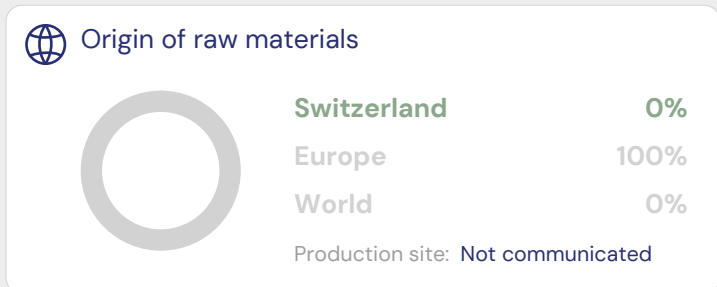 Origin of raw materials
Switzerland 0%
Europe 100%
World 0%
Production site: Not communicated